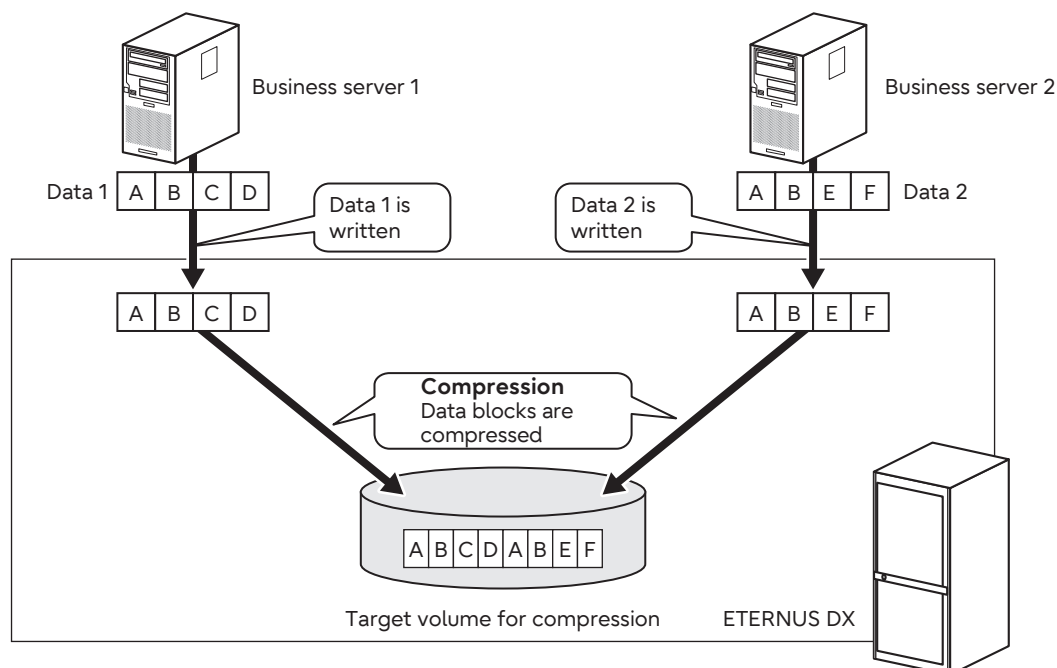 Business server 1
Business server 2
Data 1 A B C D
A B E F Data 2
Data 1 is
written
Data 2 is
written
A B C D
A B E F
Compression
Data blocks are
compressed
A B C D A B E F
Target volume for compression
ETERNUS DX